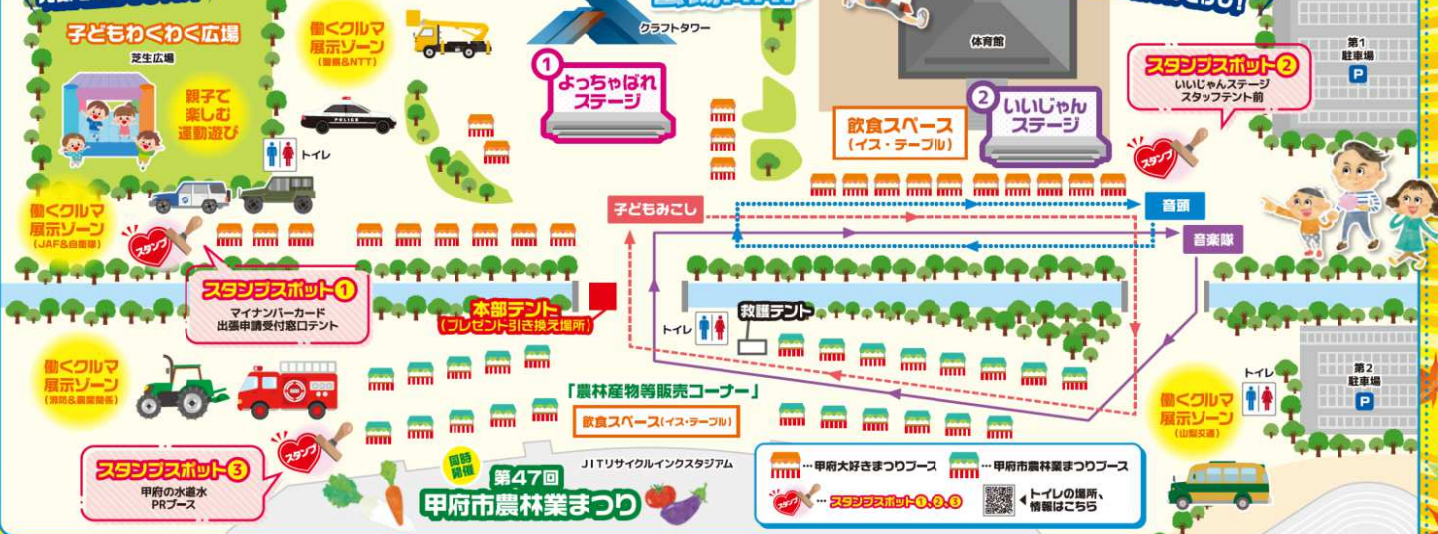 子どもわくわく広場
芝生広場
親子で
楽しむ
運動遊び
働くクルマ
展示ゾーン
(警察&NTT)
POLICE
トイレ
クラフトタワー
①
よっちゃばれ
ステージ
体育館
②
いいじゃん
ステージ
飲食スペース
(イス・テーブル)
スタンプスポット②
いいじゃんステージ
スタッフテント前
スタンプ
第1
駐車場
P
働くクルマ
展示ゾーン
(JAF&自衛隊)
スタンプ
スタンプスポット①
マイナンバーカード
出張申請受付窓口テント
子どもみこし
音頭
音楽隊
本部テント
(プレゼント引き換え場所)
トイレ
救護テント
働くクルマ
展示ゾーン
(消防&農業関係)
「農林産物等販売コーナー」
飲食スペース(イス・テーブル)
トイレ
第2
駐車場
P
働くクルマ
展示ゾーン
(山梨交通)
スタンプスポット③
甲府の水道水
PRブース
スタンプ
同時
開催
第47回
甲府市農林業まつり
JITリサイクルインクスタジアム
…甲府大好きまつりブース
…甲府市農林業まつりブース
スタンプ
…スタンプスポット①、②、③
トイレの場所、
情報はこちら